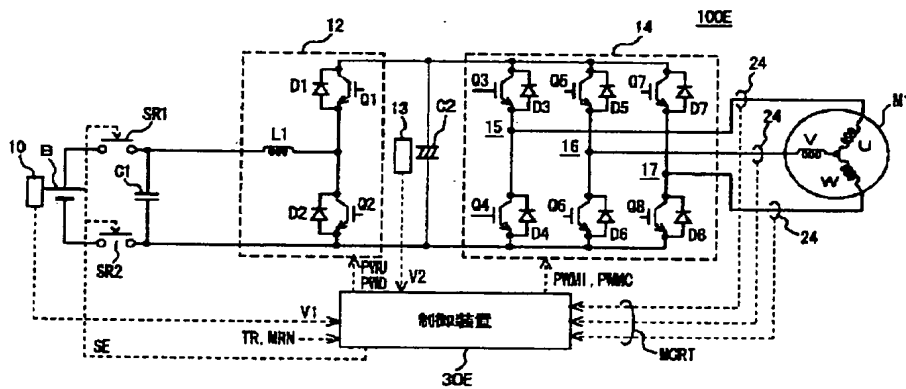 100E
12
14
24
M1
SR1
D1
Q1
13
C2
Q3
D3
Q5
D5
Q7
D7
10
B
L1
15
24
V
U
C1
16
W
17
D2
Q2
Q4
D4
Q6
D6
Q8
D8
24
SR2
PWU
PWD
V2
PWMI, PWMC
V1
制御装置
TR, MRN
MCRT
SE
30E